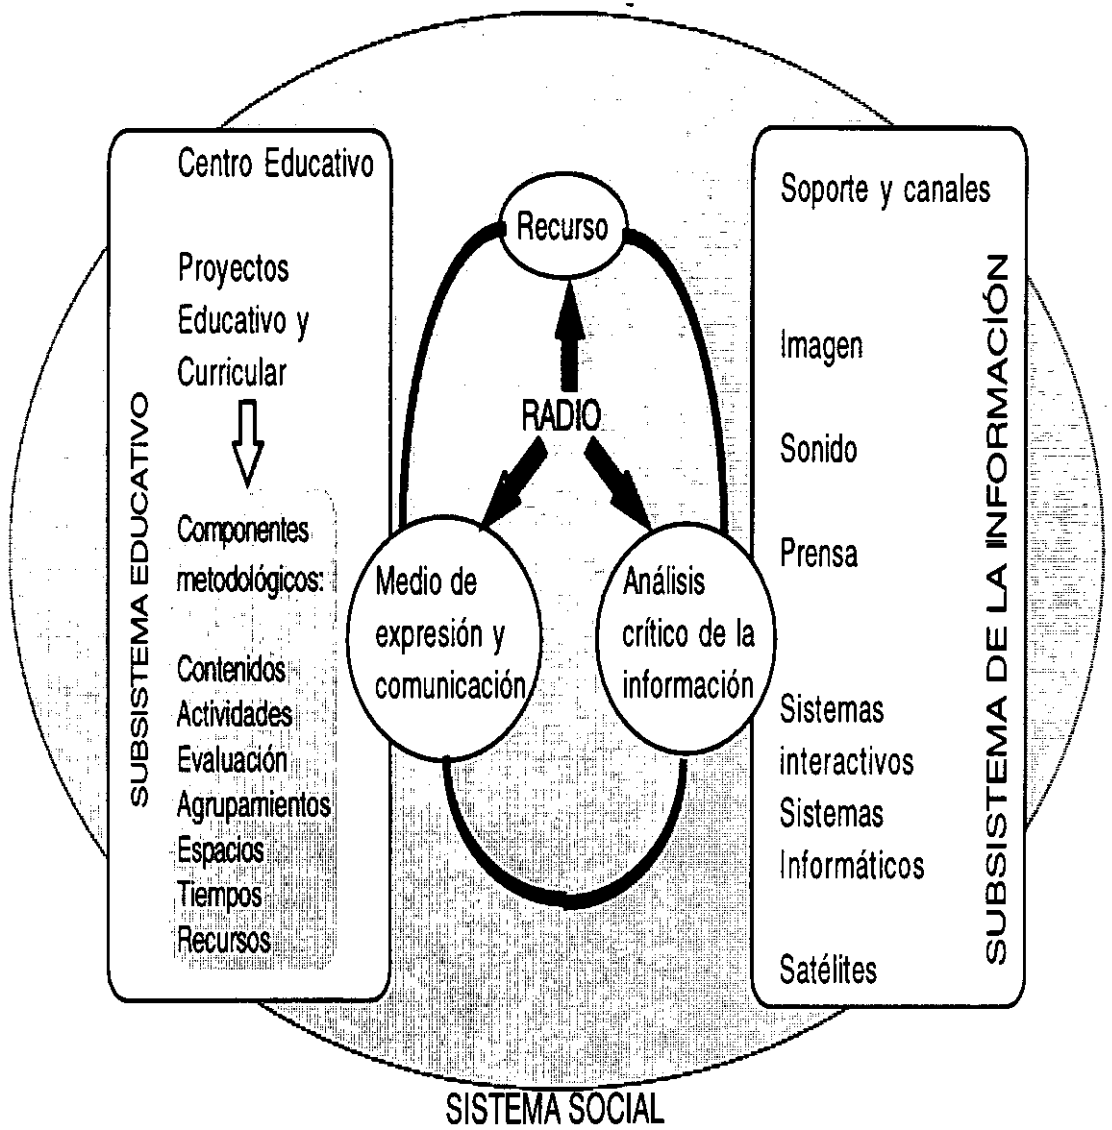 Centro Educativo
Proyectos
Educativo y
Curricular
Componentes
metodológicos:
Contenidos
Actividades
Evaluación
Agrupamientos
Espacios
Tiempos
Recursos
SUBSISTEMA EDUCATIVO
Recurso
RADIO
Medio de
expresión y
comunicación
Análisis
crítico de la
información
Soporte y canales
Imagen
Sonido
Prensa
Sistemas
interactivos
Sistemas
Informáticos
Satélites
SUBSISTEMA DE LA INFORMACIÓN
SISTEMA SOCIAL